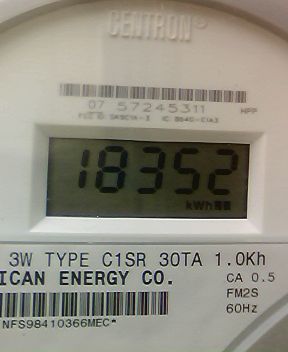 CENTRON®
07 57245311 HPP
18352
kWh
3W TYPE C1SR 30TA 1.0Kh
ICAN ENERGY CO.
CA 0.5
FM2S
60Hz
NFS98410366MEC*